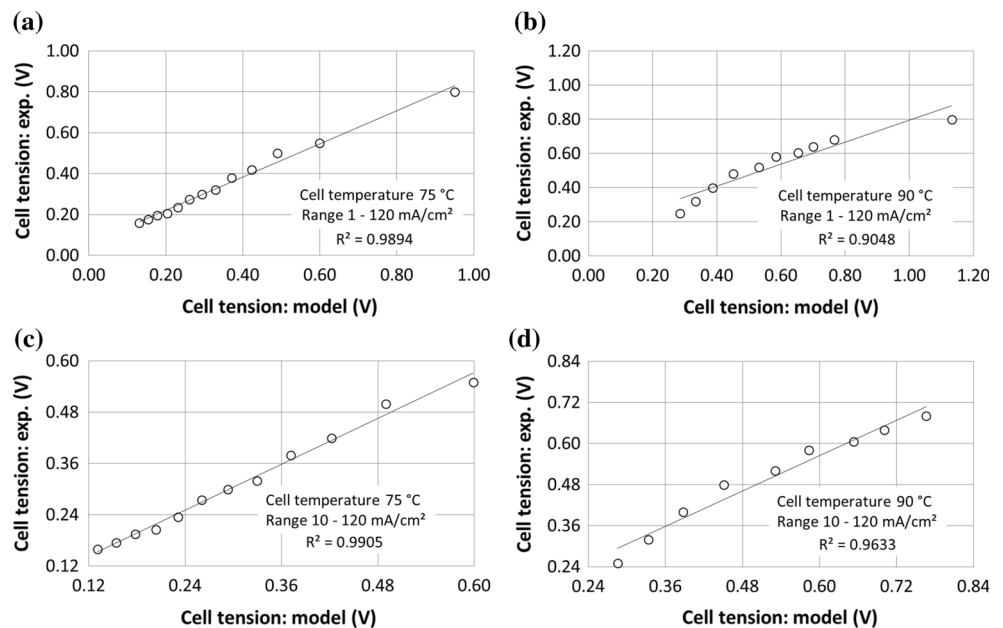 (a)
1.00
0.80
0.60
0.40
0.20
0.00
Cell tension: exp. (V)
Cell temperature 75 °C
Range 1 - 120 mA/cm²
R² = 0.9894
0.00 0.20 0.40 0.60 0.80 1.00
Cell tension: model (V)
(b)
1.20
1.00
0.80
0.60
0.40
0.20
0.00
Cell tension: exp. (V)
Cell temperature 90 °C
Range 1 - 120 mA/cm²
R² = 0.9048
0.00 0.20 0.40 0.60 0.80 1.00 1.20
Cell tension: model (V)
(c)
0.60
0.48
0.36
0.24
0.12
Cell tension: exp. (V)
Cell temperature 75 °C
Range 10 - 120 mA/cm²
R² = 0.9905
0.12 0.24 0.36 0.48 0.60
Cell tension: model (V)
(d)
0.84
0.72
0.60
0.48
0.36
0.24
Cell tension: exp. (V)
Cell temperature 90 °C
Range 10 - 120 mA/cm²
R² = 0.9633
0.24 0.36 0.48 0.60 0.72 0.84
Cell tension: model (V)